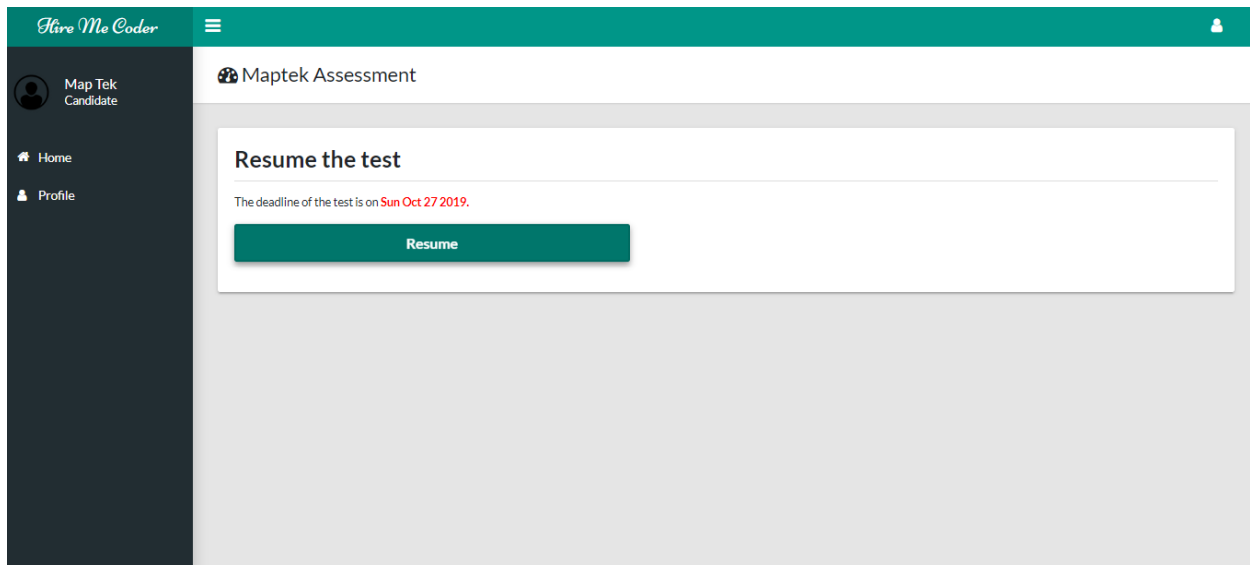 Hire Me Coder
Map Tek
Candidate
Home
Profile
Maptek Assessment
Resume the test
The deadline of the test is on Sun Oct 27 2019.
Resume